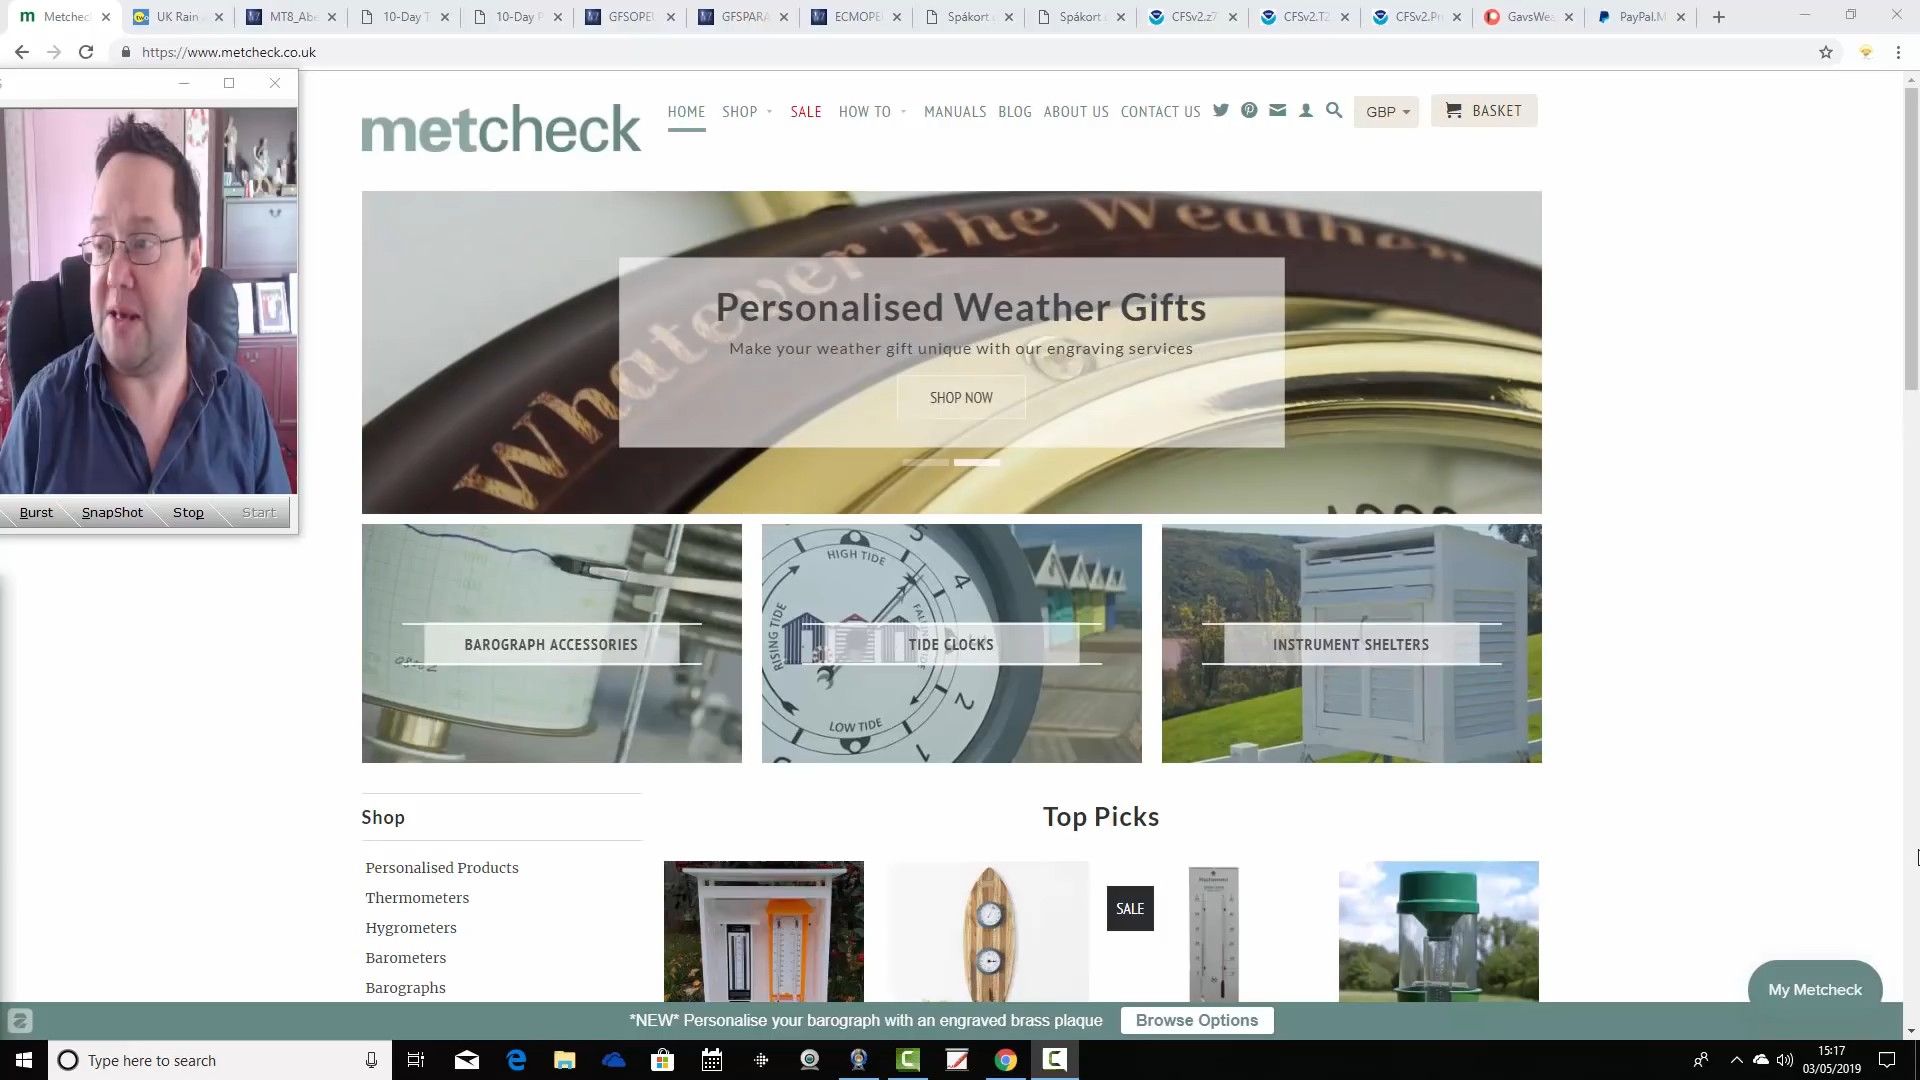 Metchec
UK Rain
MT8_Abe
10-Day T
10-Day P
GFSOPEU
GFSPARA
ECMOPE
Spákort
Spákort
CFSv2.z7
CFSv2.T2
CFSv2.Pr
GavsWea
PayPal.M
https://www.metcheck.co.uk
metcheck
HOME SHOP SALE HOW TO MANUALS BLOG ABOUT US CONTACT US GBP BASKET
Whatever The Weather
Personalised Weather Gifts
Make your weather gift unique with our engraving services
SHOP NOW
Burst SnapShot Stop Start
HIGH TIDE
5
4
RISING TIDE
2
1
LOW TIDE
BAROGRAPH ACCESSORIES
TIDE CLOCKS
INSTRUMENT SHELTERS
Shop
Top Picks
Personalised Products
Thermometers
Hygrometers
Barometers
Barographs
SALE
My Metcheck
*NEW* Personalise your barograph with an engraved brass plaque
Browse Options
Type here to search
15:17
03/05/2019